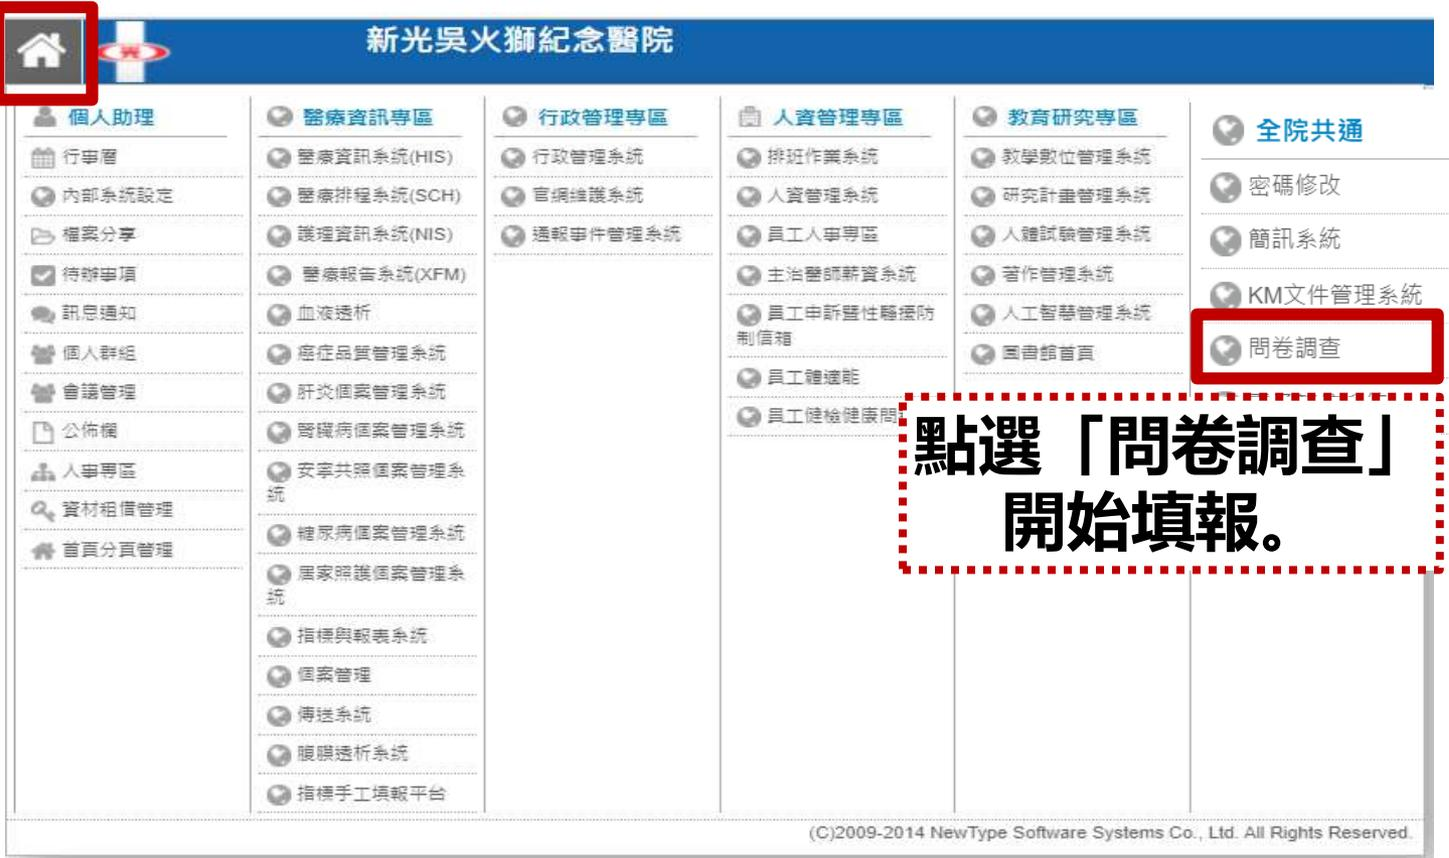 新光吳火獅紀念醫院
個人助理
行事曆
內部系統設定
檔案分享
待辦事項
訊息通知
個人群組
會議管理
公佈欄
人事專區
資材租借管理
首頁分頁管理
醫療資訊專區
醫療資訊系統(HIS)
醫療排程系統(SCH)
護理資訊系統(NIS)
醫療報告系統(XFM)
血液透析
癌症品質管理系統
肝炎個案管理系統
腎臟病個案管理系統
安寧共照個案管理系
統
糖尿病個案管理系統
居家照護個案管理系
統
指標與報表系統
個案管理
傳送系統
腹膜透析系統
指標手工填報平台
行政管理專區
行政管理系統
官網維護系統
通報事件管理系統
人資管理專區
排班作業系統
人資管理系統
員工人事專區
主治醫師薪資系統
員工申訴暨性騷擾防
制信箱
員工體適能
員工健檢健康問
教育研究專區
教學數位管理系統
研究計畫管理系統
人體試驗管理系統
著作管理系統
人工智慧管理系統
圖書館首頁
全院共通
密碼修改
簡訊系統
KM文件管理系統
問卷調查
點選「問卷調查」
開始填報。
(C)2009-2014 NewType Software Systems Co., Ltd. All Rights Reserved.